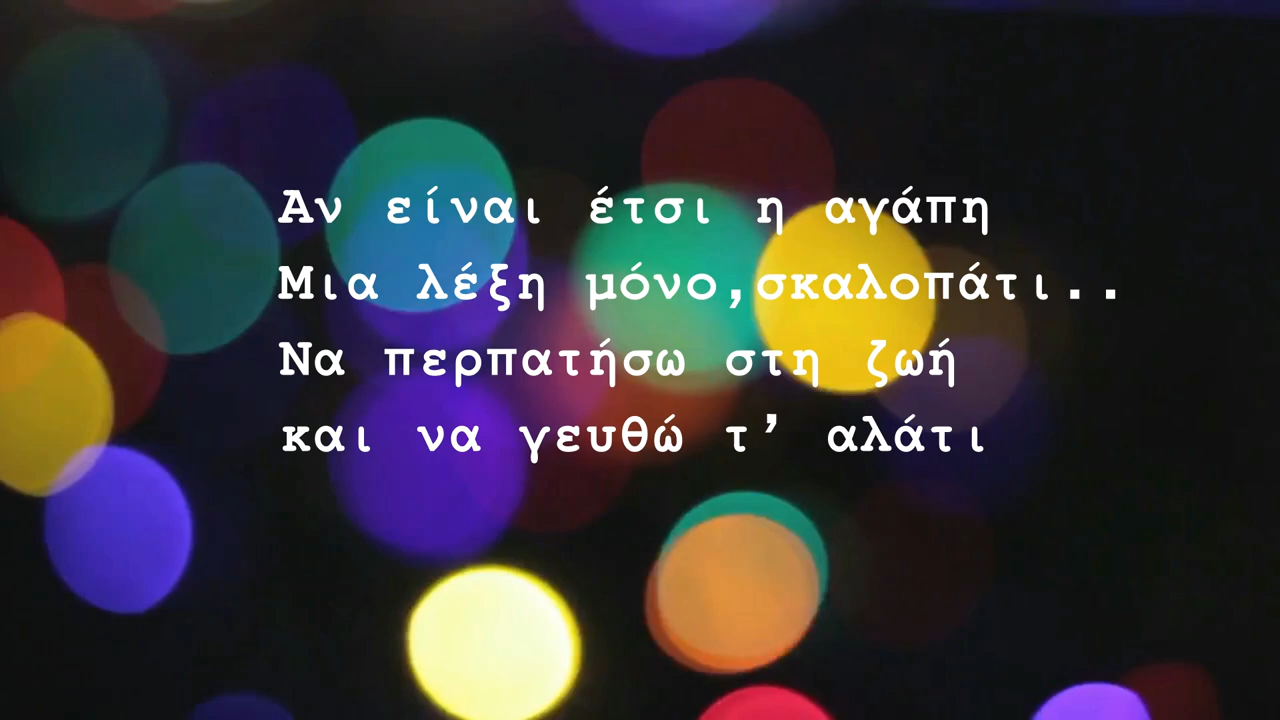 Αν είναι έτσι η αγάπη
Μια λέξη μόνο,σκαλοπάτι..
Να περπατήσω στη ζωή
και να γευθώ τ’ αλάτι